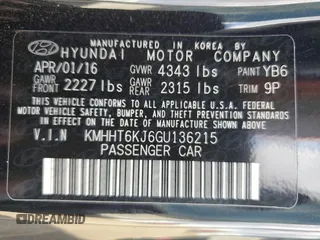 MANUFACTURED IN KOREA
HYUNDAI MOTOR COMPANY
APR/01/16 GVWR 4343 lbs PAINT YB6
GAWR FRONT 2227 lbs GAWR REAR 2315 lbs TRIM 9P
THIS VEHICLE CONFORMS TO ALL APPLICABLE U.S.A. FEDERAL MOTOR VEHICLE SAFETY,
BUMPER, AND THEFT PREVENTION STANDARDS IN EFFECT ON THE DATE OF MANUFACTURE SHOWN ABOVE.
V.I.N KMHHT6KJ6GU136215
PASSENGER CAR
DREAMBID